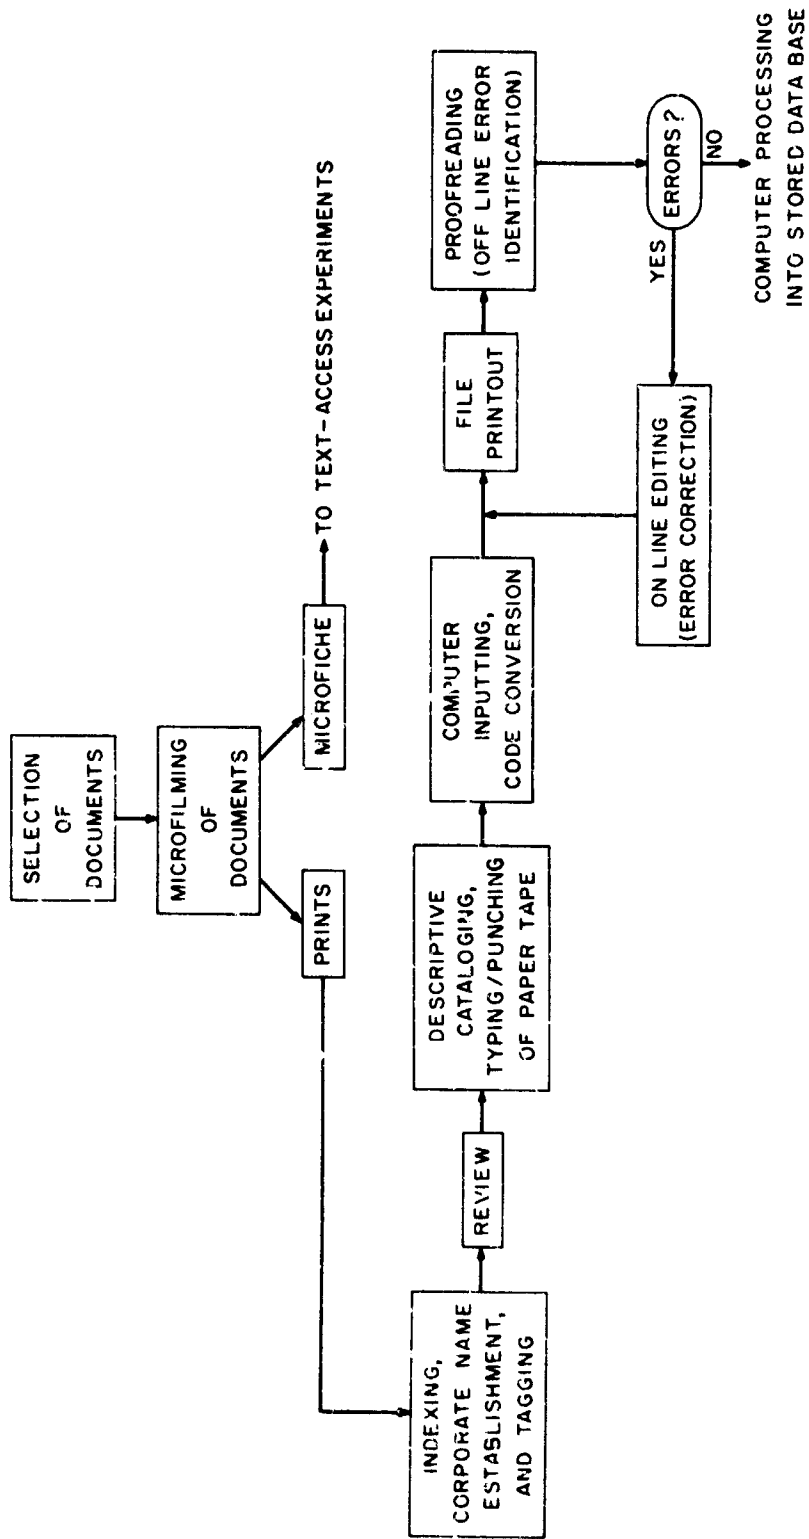 SELECTION
OF
DOCUMENTS
MICROFILMING
OF
DOCUMENTS
PRINTS
MICROFICHE
TO TEXT-ACCESS EXPERIMENTS
INDEXING,
CORPORATE NAME
ESTABLISHMENT,
AND TAGGING
REVIEW
DESCRIPTIVE
CATALOGING,
TYPING/PUNCHING
OF PAPER TAPE
COMPUTER
INPUTTING,
CODE CONVERSION
FILE
PRINTOUT
PROOFREADING
(OFF LINE ERROR
IDENTIFICATION)
ERRORS?
YES
NO
ON LINE EDITING
(ERROR CORRECTION)
COMPUTER PROCESSING
INTO STORED DATA BASE